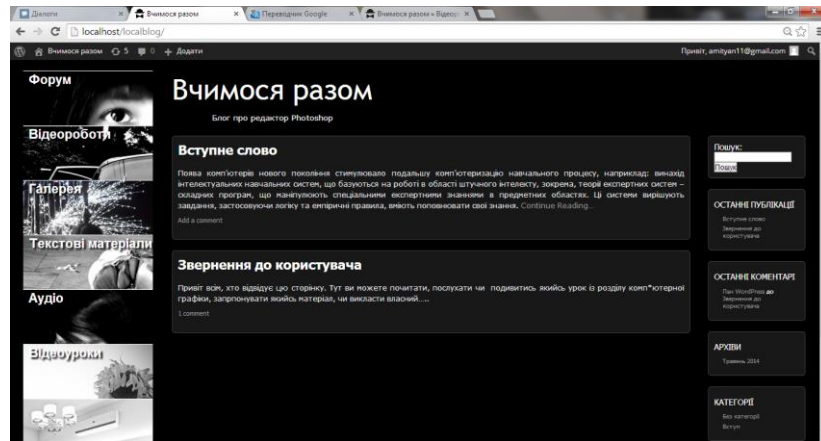 Діалоги
Вчимося разом
Переводчик Google
Вчимося разом « Відеор
localhost/localblog/
Вчимося разом 5 0 + Додати
Привіт, amityan11@gmail.com
Форум
Відеороботи
Галерея
Текстові матеріали
Аудіо
Відеоуроки
Вчимося разом
Блог про редактор Photoshop
Вступне слово
Поява комп'ютерів нового покоління стимулювало подальшу комп'ютеризацію навчального процесу, наприклад: винахід
інтелектуальних навчальних систем, що базуються на роботі в області штучного інтелекту, зокрема, теорії експертних систем –
складних програм, що маніпулюють спеціальними експертними знаннями в предметних областях. Ці системи вирішують
завдання, застосовуючи логіку та емпіричні правила, вміють поповнювати свої знання. Continue Reading...
Add a comment
Звернення до користувача
Привіт всім, хто відвідує цю сторінку. Тут ви можете почитати, послухати чи подивитись якийсь урок із розділу комп"ютерної
графіки, запрпонувати якийсь матеріал, чи викласти власний.....
1 comment
Пошук:
Пошук
ОСТАННІ ПУБЛІКАЦІЇ
Вступне слово
Звернення до
користувача
ОСТАННІ КОМЕНТАРІ
Пан WordPress до
Звернення до
користувача
АРХІВИ
Травень 2014
КАТЕГОРІЇ
Без категорії
Вступ